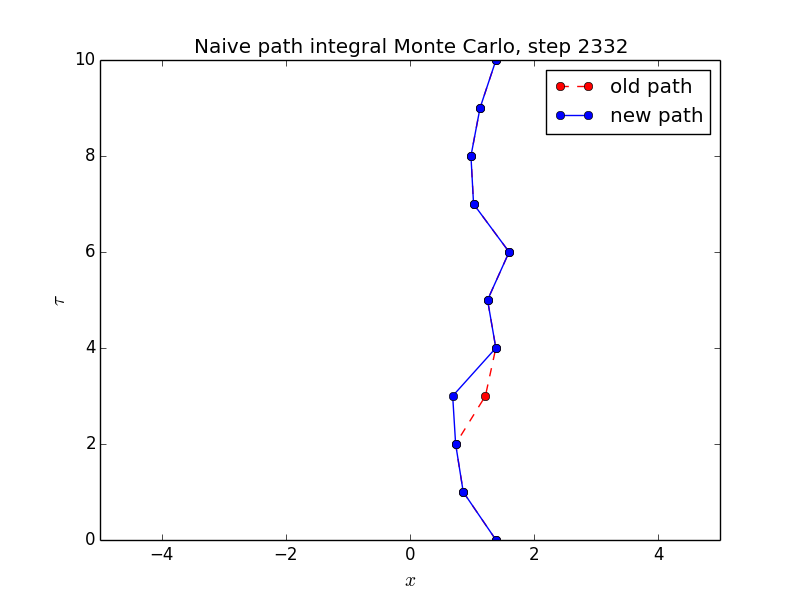 Naive path integral Monte Carlo, step 2332
old path
new path
10
8
6
4
2
0
τ
−4 −2 0 2 4
x